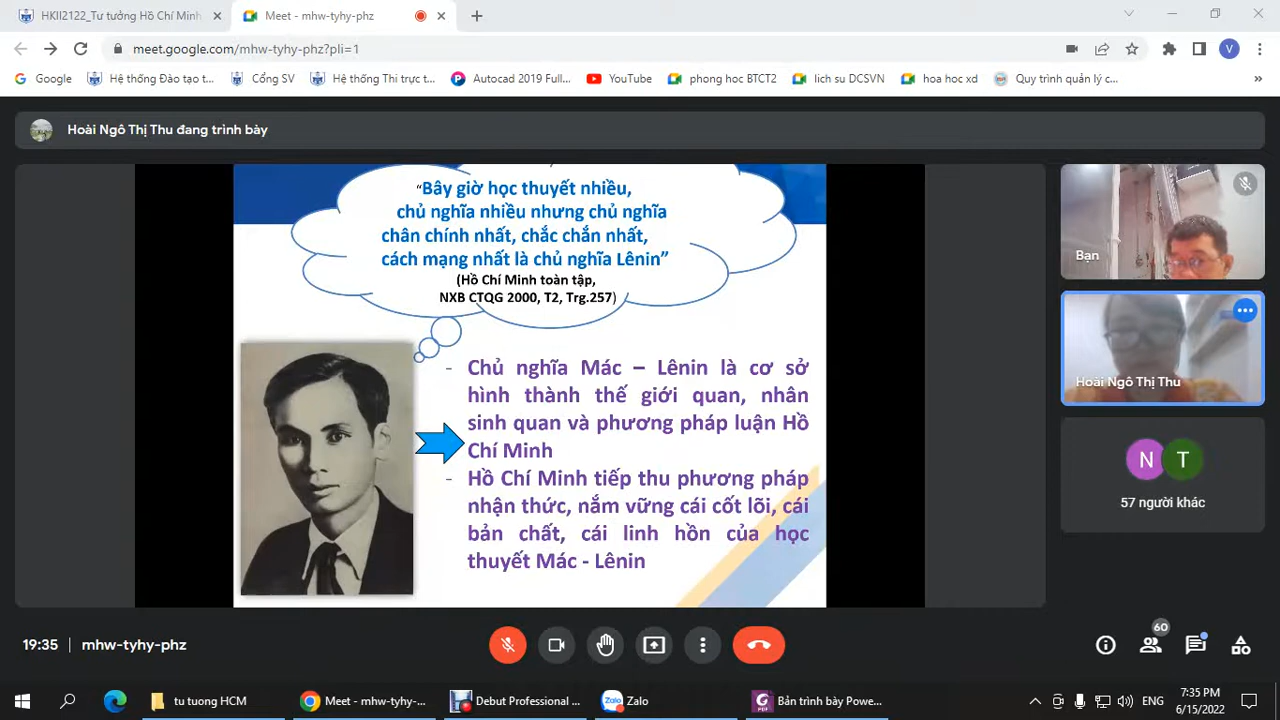 HKII2122_Tư tưởng Hồ Chí Minh
Meet - mhw-tyhy-phz
meet.google.com/mhw-tyhy-phz?pli=1
V
Google
Hệ thống Đào tạo t...
Cổng SV
Hệ thống Thi trực t...
Autocad 2019 Full...
YouTube
phong học BTCT2
lich su DCSVN
hoa hoc xd
Quy trình quản lý c...
»
Hoài Ngô Thị Thu đang trình bày
“Bây giờ học thuyết nhiều,
chủ nghĩa nhiều nhưng chủ nghĩa
chân chính nhất, chắc chắn nhất,
cách mạng nhất là chủ nghĩa Lênin”
(Hồ Chí Minh toàn tập,
NXB CTQG 2000, T2, Trg.257)
- Chủ nghĩa Mác – Lênin là cơ sở
hình thành thế giới quan, nhân
sinh quan và phương pháp luận Hồ
Chí Minh
- Hồ Chí Minh tiếp thu phương pháp
nhận thức, nắm vững cái cốt lõi, cái
bản chất, cái linh hồn của học
thuyết Mác - Lênin
Bạn
Hoài Ngô Thị Thu
N
T
57 người khác
19:35 | mhw-tyhy-phz
60
tu tuong HCM
Meet - mhw-tyhy-phz-...
Debut Professional ...
Zalo
Zalo
PDF
Bản trình bày Powe...
ENG
7:35 PM
6/15/2022